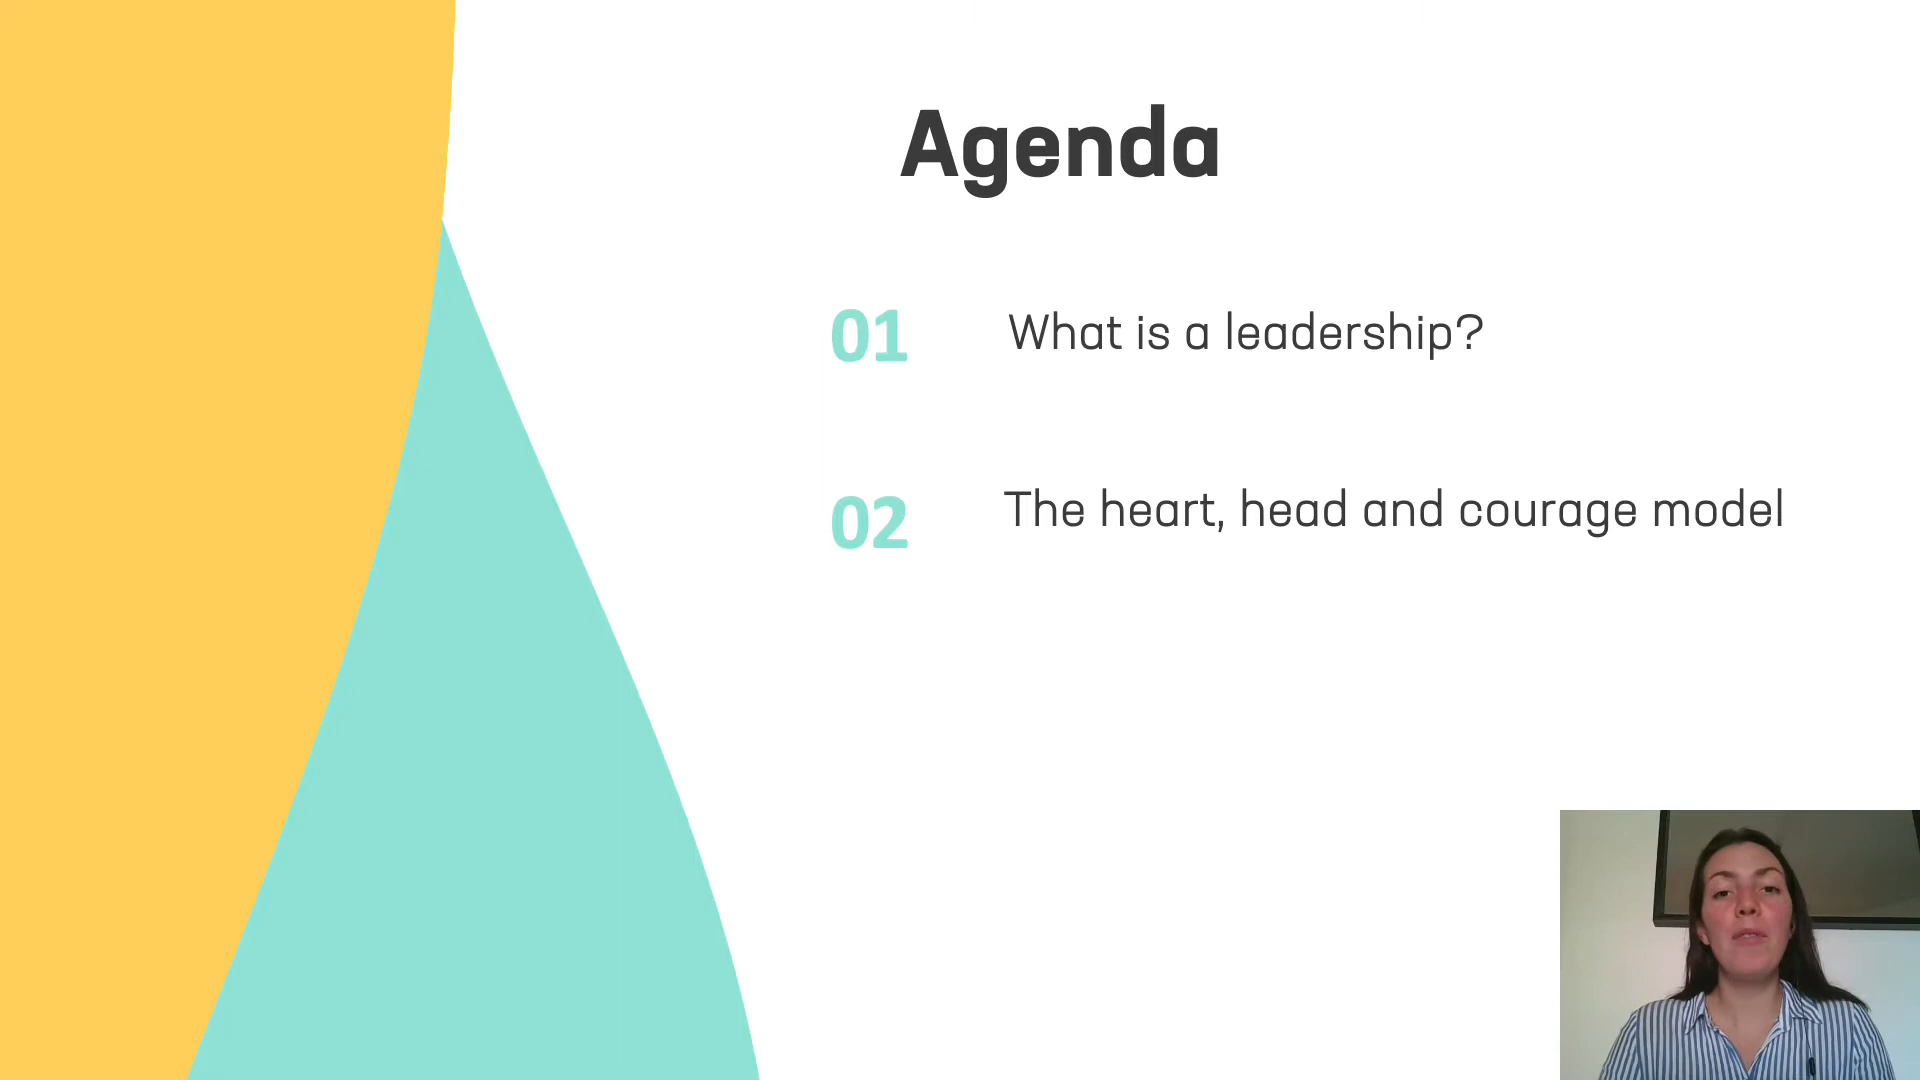 Agenda
01 What is a leadership?
02 The heart, head and courage model